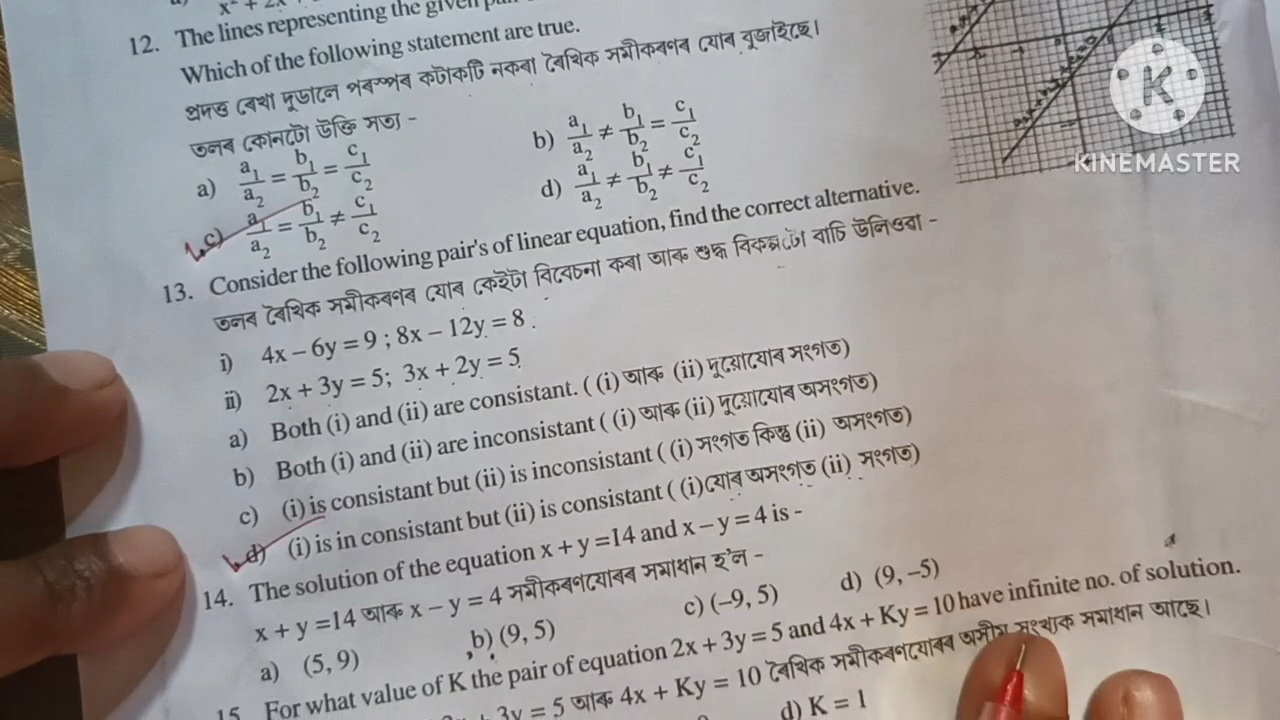 x² + 2x
12. The lines representing the given
Which of the following statement are true.
প্ৰদত্ত ৰেখা দুডালে পৰস্পৰ কটাকটি নকৰা ৰৈখিক সমীকৰণৰ যোৰ বুজাইছে।
তলৰ কোনটো উক্তি সত্য -
a) a₁/a₂ = b₁/b₂ = c₁/c₂ b) a₁/a₂ ≠ b₁/b₂ = c₁/c₂
c) a₁/a₂ = b₁/b₂ ≠ c₁/c₂ d) a₁/a₂ ≠ b₁/b₂ ≠ c₁/c₂
13. Consider the following pair's of linear equation, find the correct alternative.
তলৰ ৰৈখিক সমীকৰণৰ যোৰ কেইটা বিবেচনা কৰা আৰু শুদ্ধ বিকল্পটো বাচি উলিওৱা -
i) 4x – 6y = 9 ; 8x – 12y = 8 .
ii) 2x + 3y = 5; 3x + 2y = 5
a) Both (i) and (ii) are consistant. ( (i) আৰু (ii) দুয়োযোৰ সংগত)
b) Both (i) and (ii) are inconsistant ( (i) আৰু (ii) দুয়োযোৰ অসংগত)
c) (i) is consistant but (ii) is inconsistant ( (i) সংগত কিন্তু (ii) অসংগত)
d) (i) is in consistant but (ii) is consistant ( (i)যোৰ অসংগত (ii) সংগত)
14. The solution of the equation x + y =14 and x – y = 4 is -
x + y =14 আৰু x – y = 4 সমীকৰণযোৰৰ সমাধান হ'ল –
a) (5, 9) b) (9, 5) c) (–9, 5) d) (9, –5)
15. For what value of K the pair of equation 2x + 3y = 5 and 4x + Ky = 10 have infinite no. of solution.
+ 3y = 5 আৰু 4x + Ky = 10 ৰৈখিক সমীকৰণযোৰৰ অসীম সংখ্যক সমাধান আছে।
d) K = 1
K
KINEMASTER